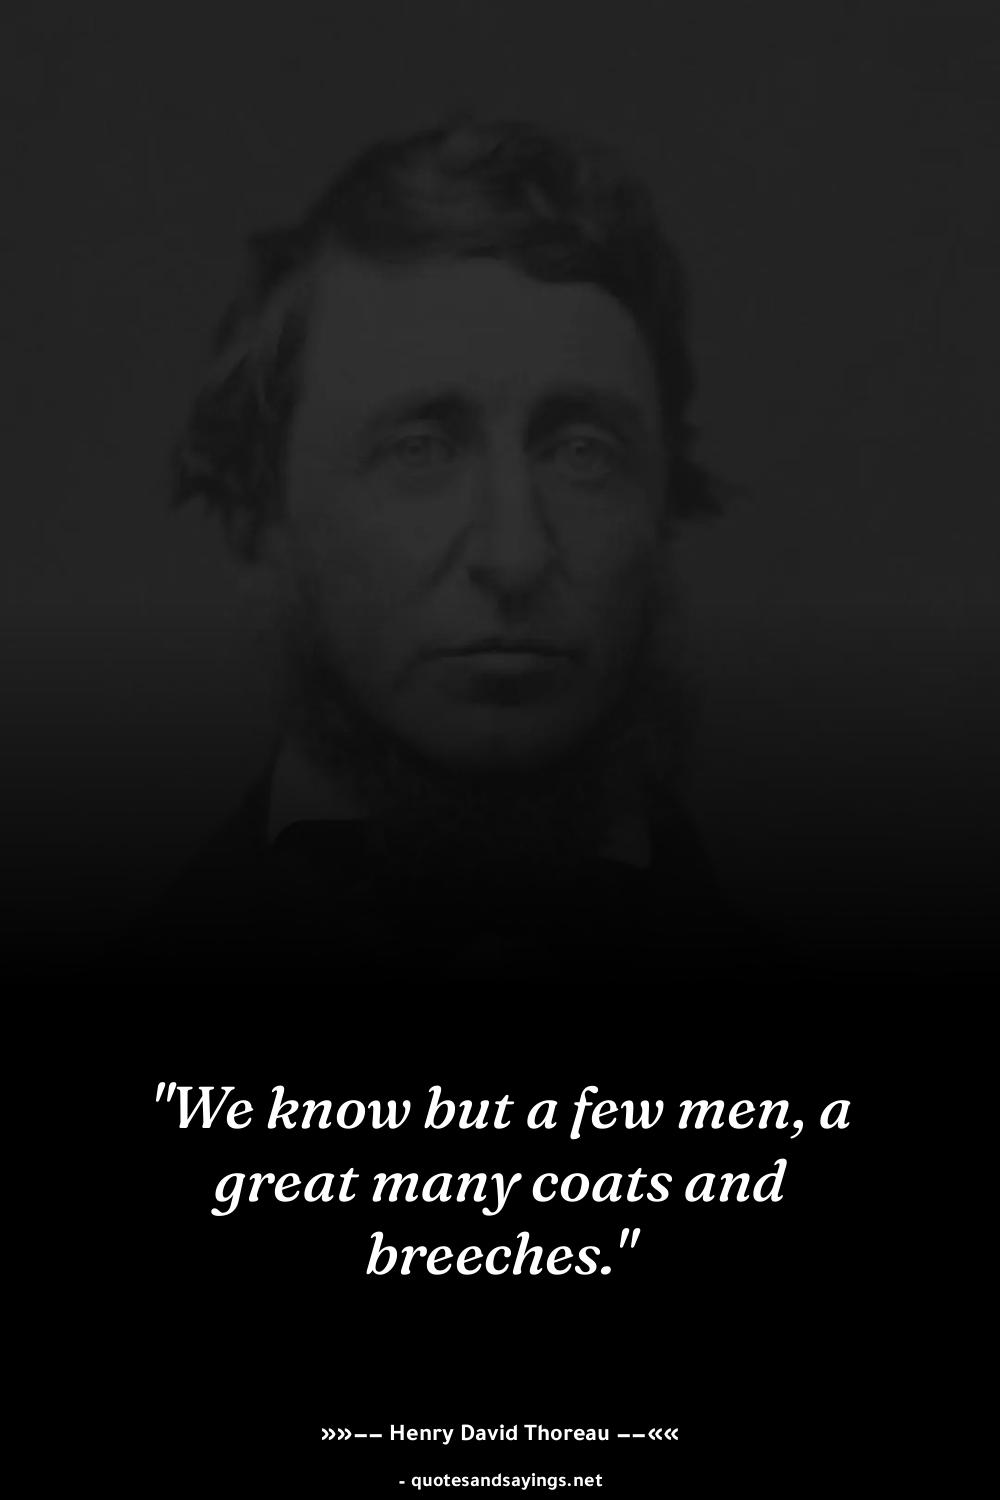 "We know but a few men, a
great many coats and
breeches."
»»-- Henry David Thoreau --««
- quotesandsayings.net